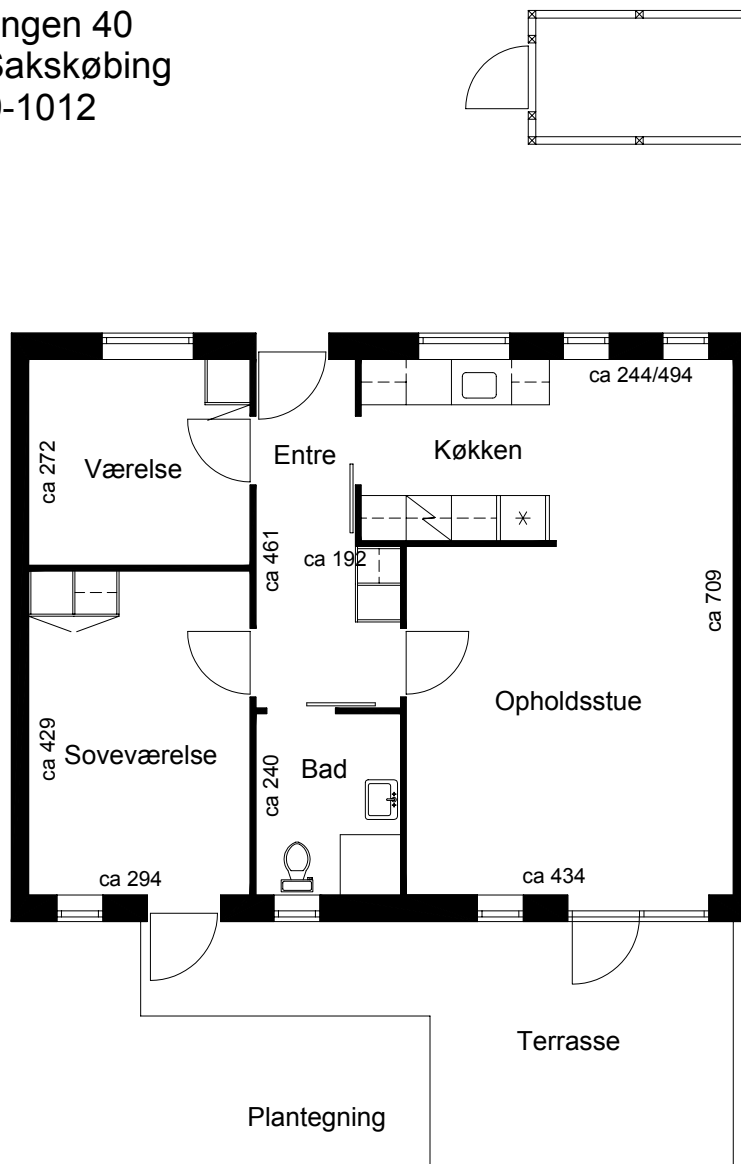 ngen 40
Sakskøbing
-1012
ca 244/494
ca 272
Værelse
Entre
Køkken
ca 461
ca 192
ca 709
ca 429
Soveværelse
ca 240
Bad
Opholdsstue
ca 294
ca 434
Terrasse
Plantegning